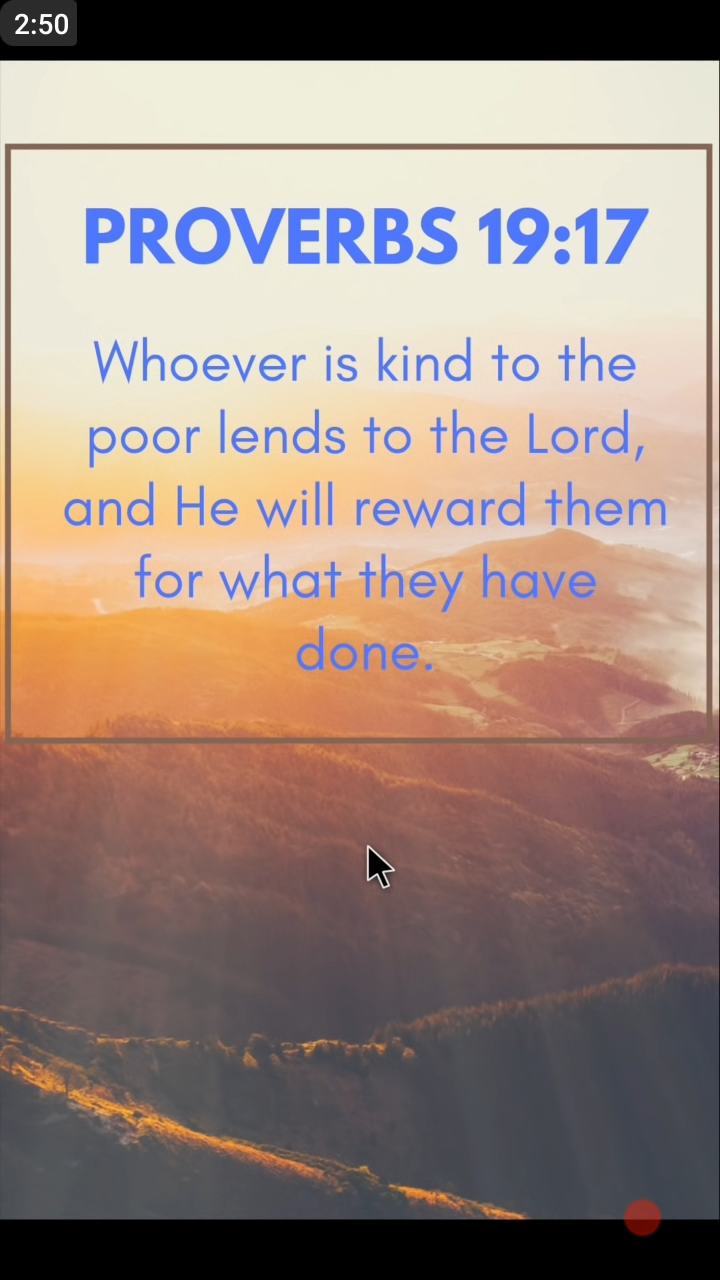 2:50
PROVERBS 19:17
Whoever is kind to the
poor lends to the Lord,
and He will reward them
for what they have
done.